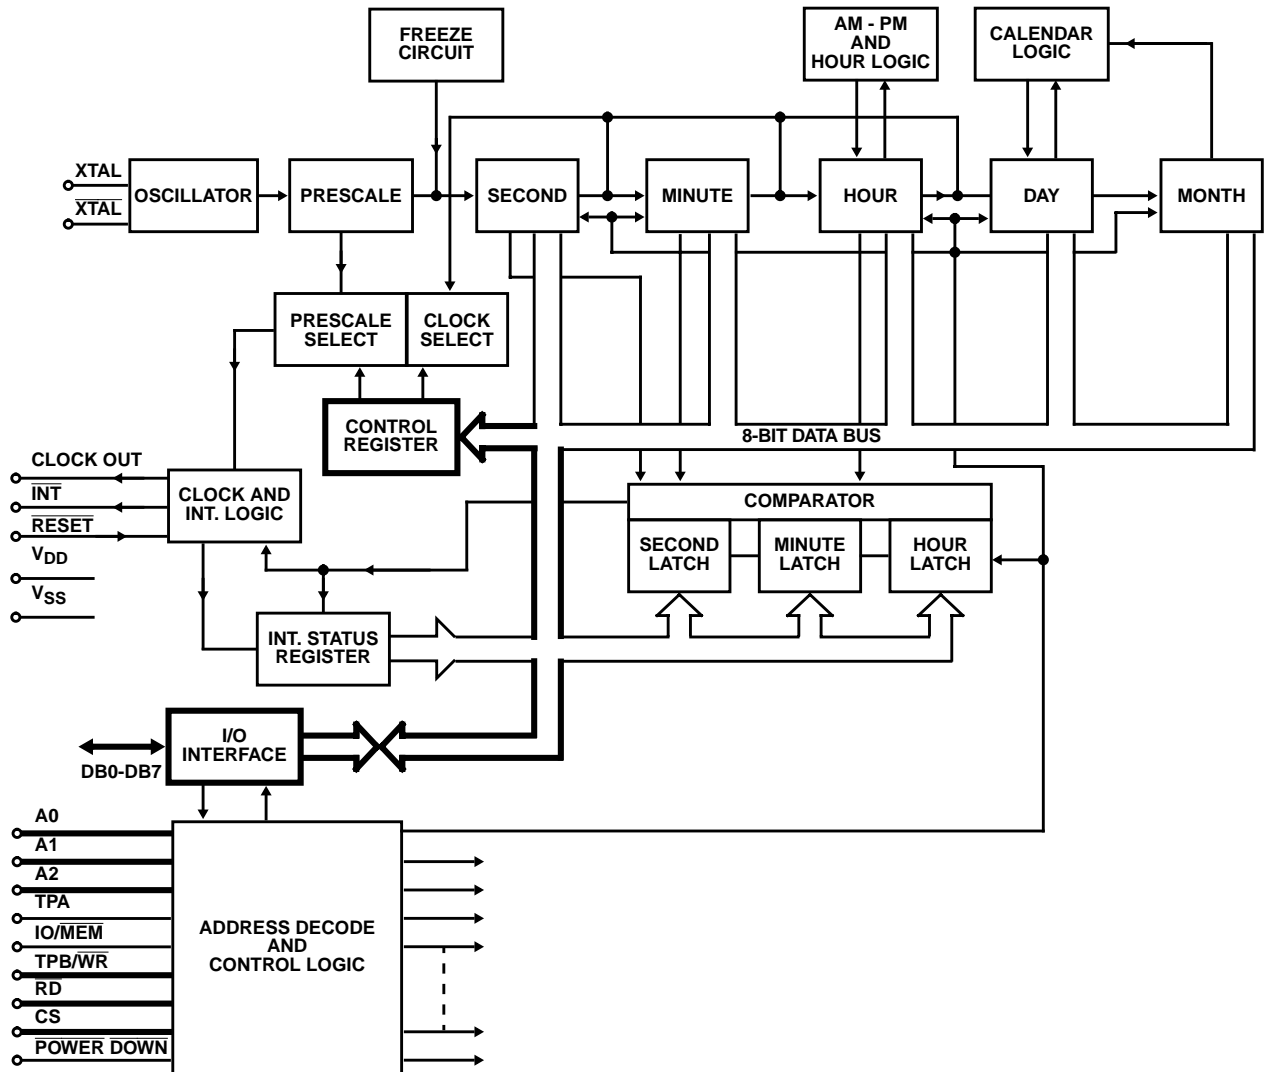 FREEZE
CIRCUIT
AM - PM
AND
HOUR LOGIC
CALENDAR
LOGIC
XTAL
XTAL
OSCILLATOR
PRESCALE
SECOND
MINUTE
HOUR
DAY
MONTH
PRESCALE
SELECT
CLOCK
SELECT
CONTROL
REGISTER
8-BIT DATA BUS
CLOCK OUT
INT
RESET
VDD
VSS
CLOCK AND
INT. LOGIC
COMPARATOR
SECOND
LATCH
MINUTE
LATCH
HOUR
LATCH
INT. STATUS
REGISTER
I/O
INTERFACE
DB0-DB7
A0
A1
A2
TPA
IO/MEM
TPB/WR
RD
CS
POWER DOWN
ADDRESS DECODE
AND
CONTROL LOGIC